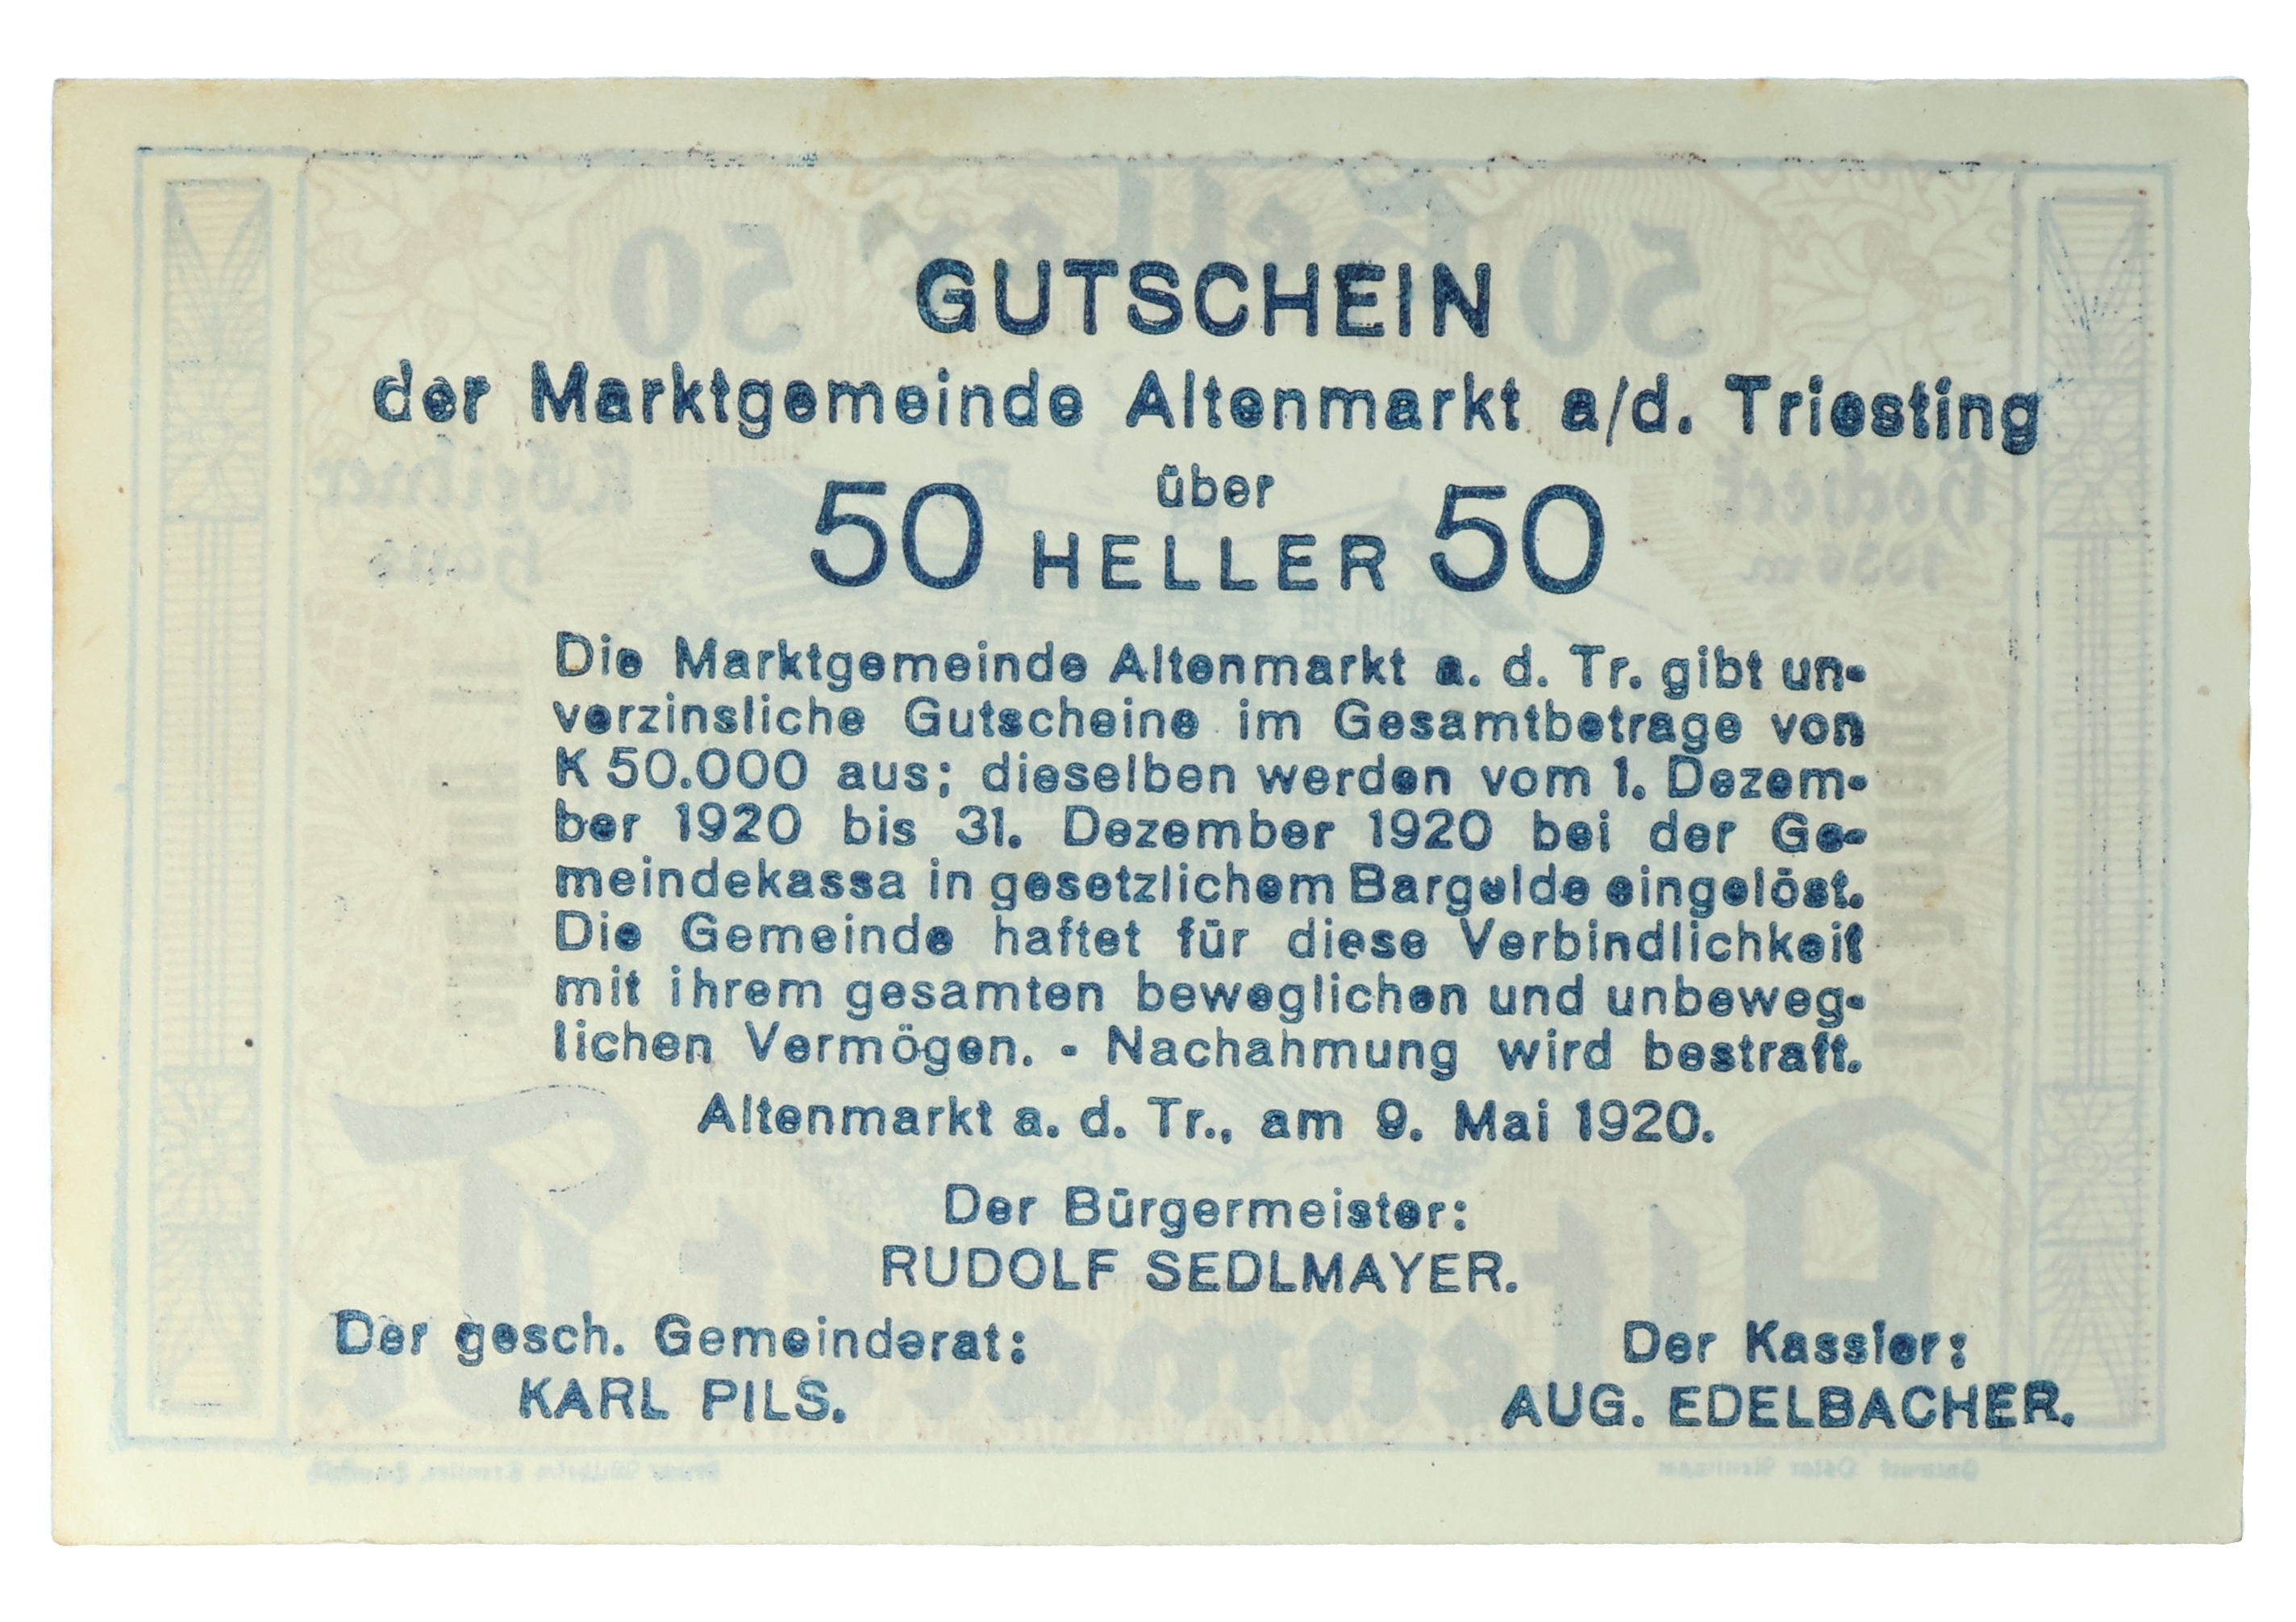 GUTSCHEIN
der Marktgemeinde Altenmarkt a/d. Triesting
über
50 HELLER 50
Die Marktgemeinde Altenmarkt a. d. Tr. gibt un-
verzinsliche Gutscheine im Gesamtbetrage von
K 50.000 aus; dieselben werden vom 1. Dezem-
ber 1920 bis 31. Dezember 1920 bei der Ge-
meindekassa in gesetzlichem Bargelde eingelöst.
Die Gemeinde haftet für diese Verbindlichkeit
mit ihrem gesamten beweglichen und unbeweg-
lichen Vermögen. - Nachahmung wird bestraft.
Altenmarkt a. d. Tr., am 9. Mai 1920.
Der Bürgermeister:
RUDOLF SEDLMAYER.
Der gesch. Gemeinderat:
KARL PILS.
Der Kassier:
AUG. EDELBACHER.